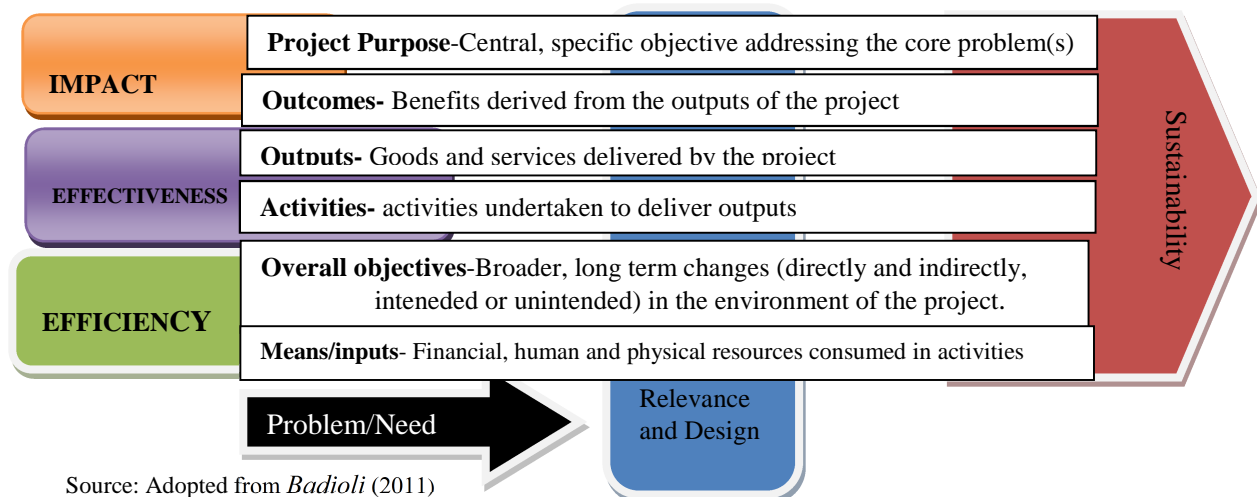 IMPACT
Project Purpose-Central, specific objective addressing the core problem(s)
Outcomes- Benefits derived from the outputs of the project
EFFECTIVENESS
Outputs- Goods and services delivered by the project
Activities- activities undertaken to deliver outputs
EFFICIENCY
Overall objectives-Broader, long term changes (directly and indirectly,
inteneded or unintended) in the environment of the project.
Means/inputs- Financial, human and physical resources consumed in activities
Sustainability
Problem/Need
Relevance
and Design
Source: Adopted from Badioli (2011)